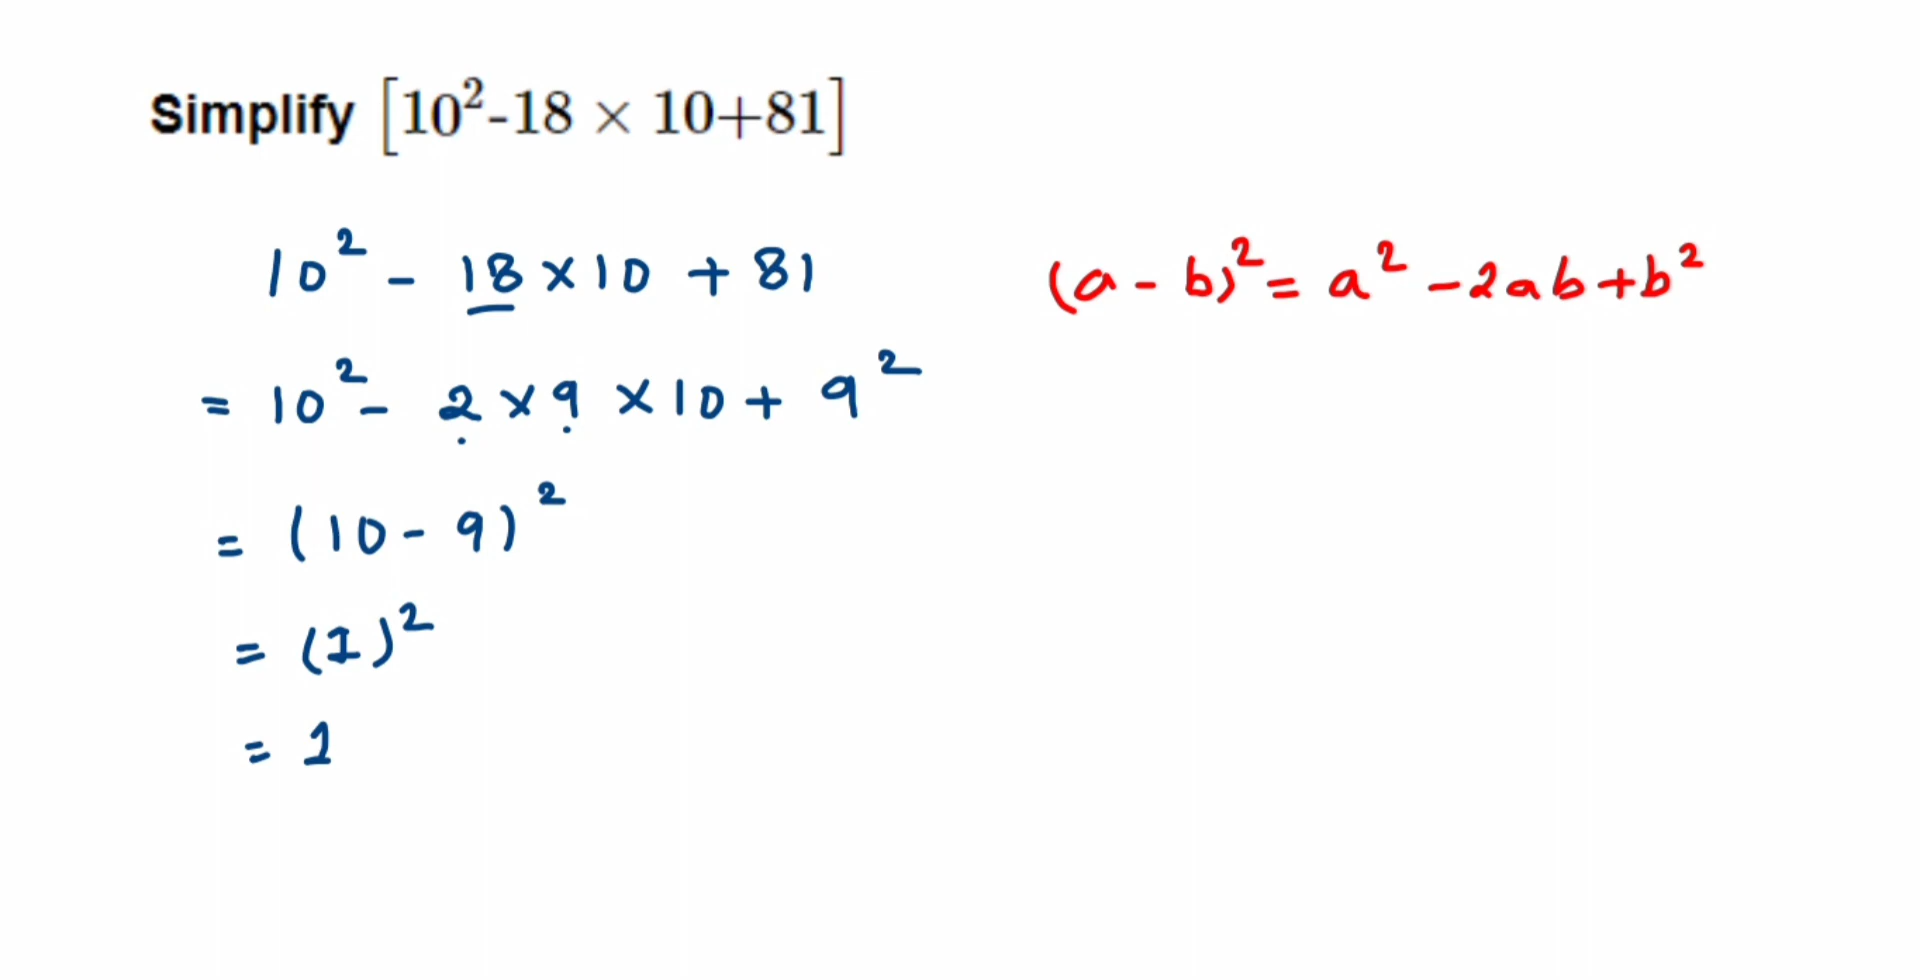 Simplify [10²-18 × 10+81]
10² - 18 × 10 + 81
(a - b)² = a² - 2ab + b²
= 10² - 2 × 9 × 10 + 9²
= (10 - 9)²
= (1)²
= 1